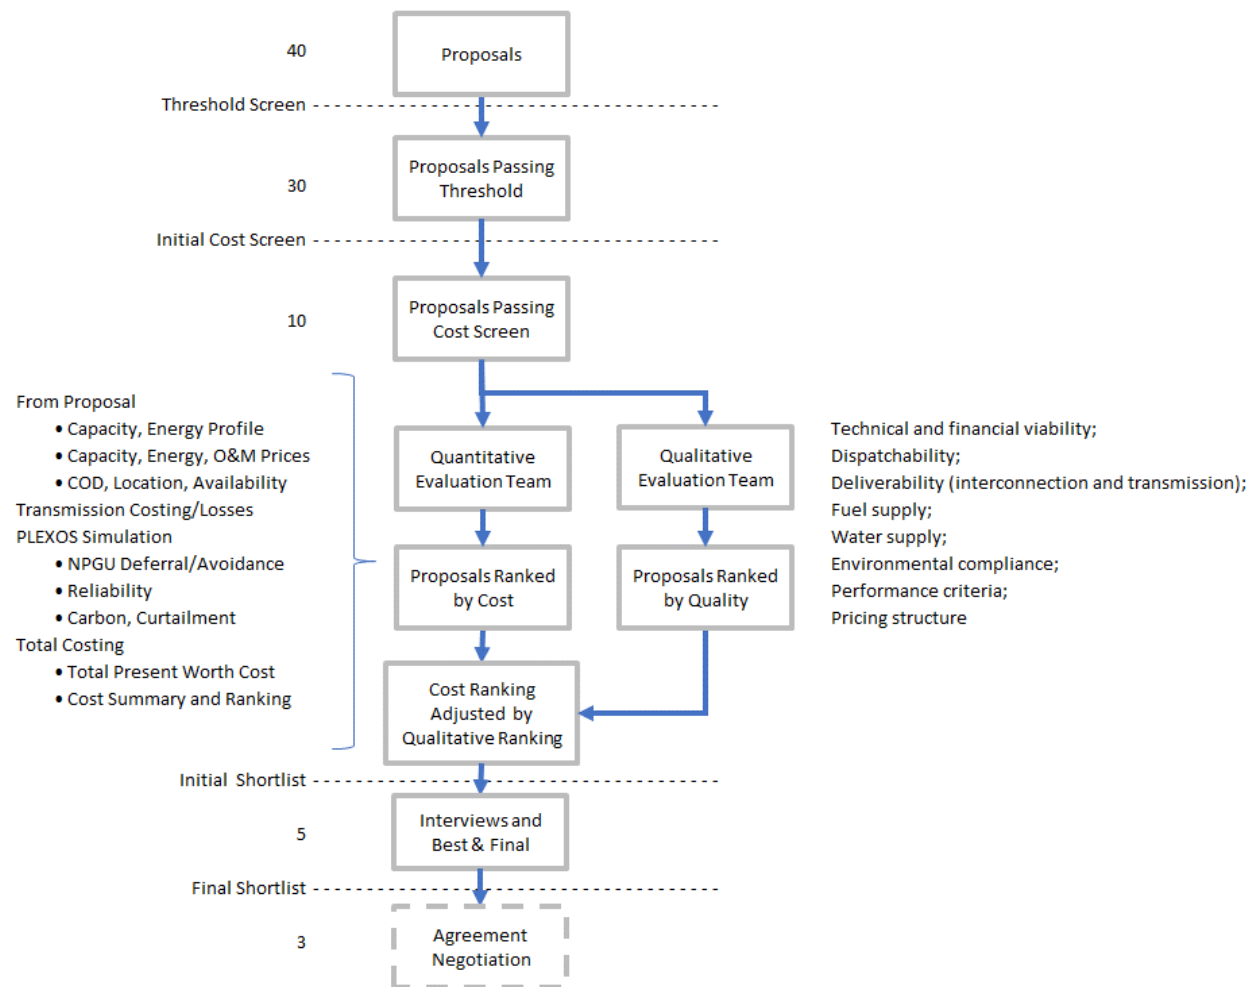 40
Proposals
Threshold Screen
Proposals Passing
Threshold
30
Initial Cost Screen
Proposals Passing
Cost Screen
10
From Proposal
• Capacity, Energy Profile
• Capacity, Energy, O&M Prices
• COD, Location, Availability
Transmission Costing/Losses
PLEXOS Simulation
• NPGU Deferral/Avoidance
• Reliability
• Carbon, Curtailment
Total Costing
• Total Present Worth Cost
• Cost Summary and Ranking
Quantitative
Evaluation Team
Qualitative
Evaluation Team
Technical and financial viability;
Dispatchability;
Deliverability (interconnection and transmission);
Fuel supply;
Water supply;
Environmental compliance;
Performance criteria;
Pricing structure
Proposals Ranked
by Cost
Proposals Ranked
by Quality
Cost Ranking
Adjusted by
Qualitative Ranking
Initial Shortlist
5
Interviews and
Best & Final
Final Shortlist
3
Agreement
Negotiation